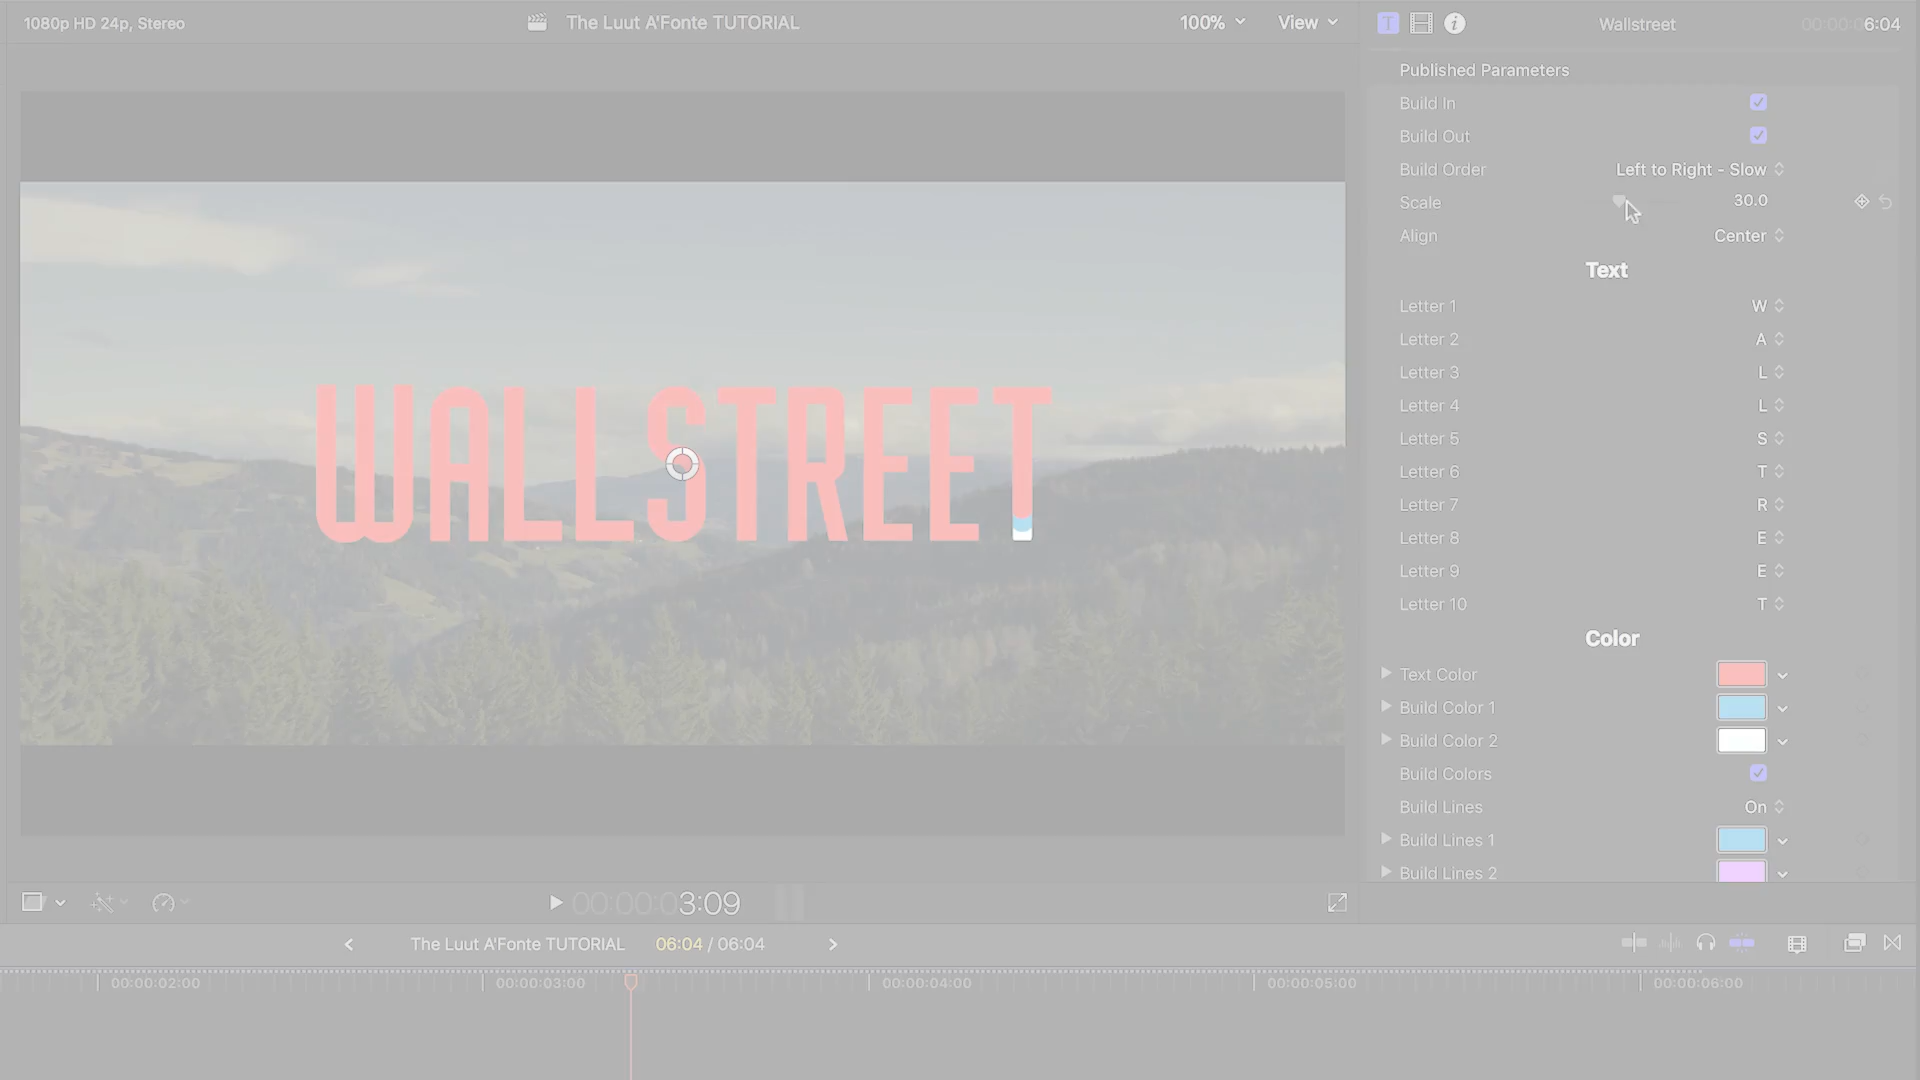 1080p HD 24p, Stereo
The Luut A'Fonte TUTORIAL
100%
View
T
i
Wallstreet
00:00:06:04
Published Parameters
Build In
Build Out
Build Order
Left to Right - Slow
Scale
30.0
Align
Center
Text
Letter 1
W
Letter 2
A
Letter 3
L
Letter 4
L
Letter 5
S
Letter 6
T
Letter 7
R
Letter 8
E
Letter 9
E
Letter 10
T
Color
Text Color
Build Color 1
Build Color 2
Build Colors
Build Lines
On
Build Lines 1
Build Lines 2
WALLSTREET
00:00:03:09
The Luut A'Fonte TUTORIAL
06:04 / 06:04
00:00:02:00
00:00:03:00
00:00:04:00
00:00:05:00
00:00:06:00